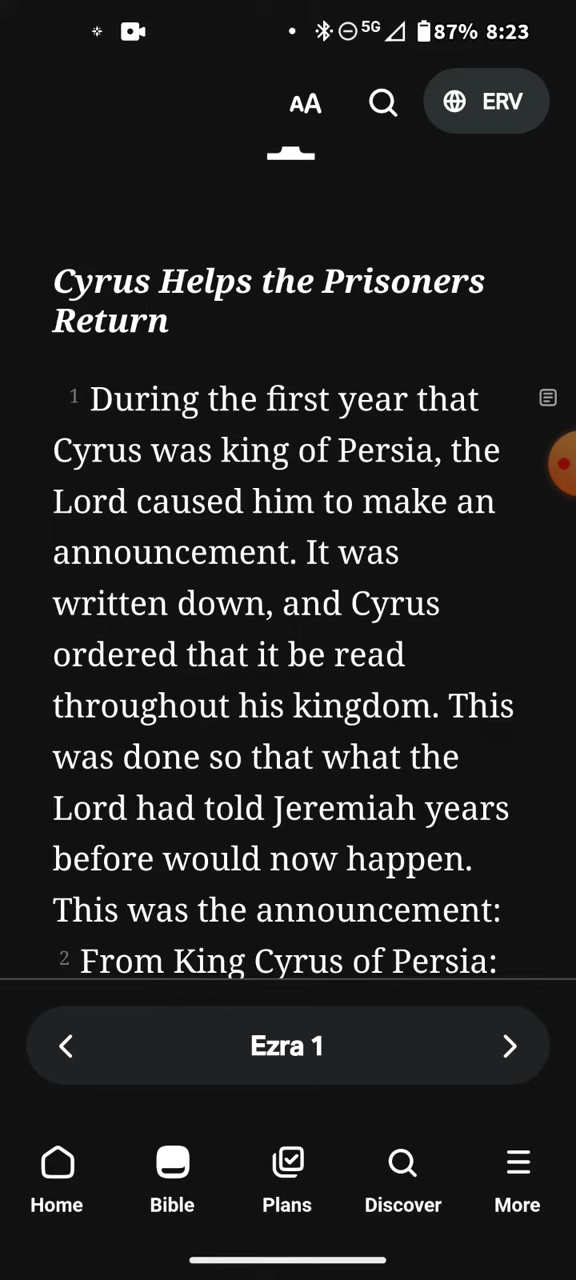 5G 87% 8:23
AA ERV
Cyrus Helps the Prisoners
Return
1 During the first year that
Cyrus was king of Persia, the
Lord caused him to make an
announcement. It was
written down, and Cyrus
ordered that it be read
throughout his kingdom. This
was done so that what the
Lord had told Jeremiah years
before would now happen.
This was the announcement:
2 From King Cyrus of Persia:
Ezra 1
Home Bible Plans Discover More